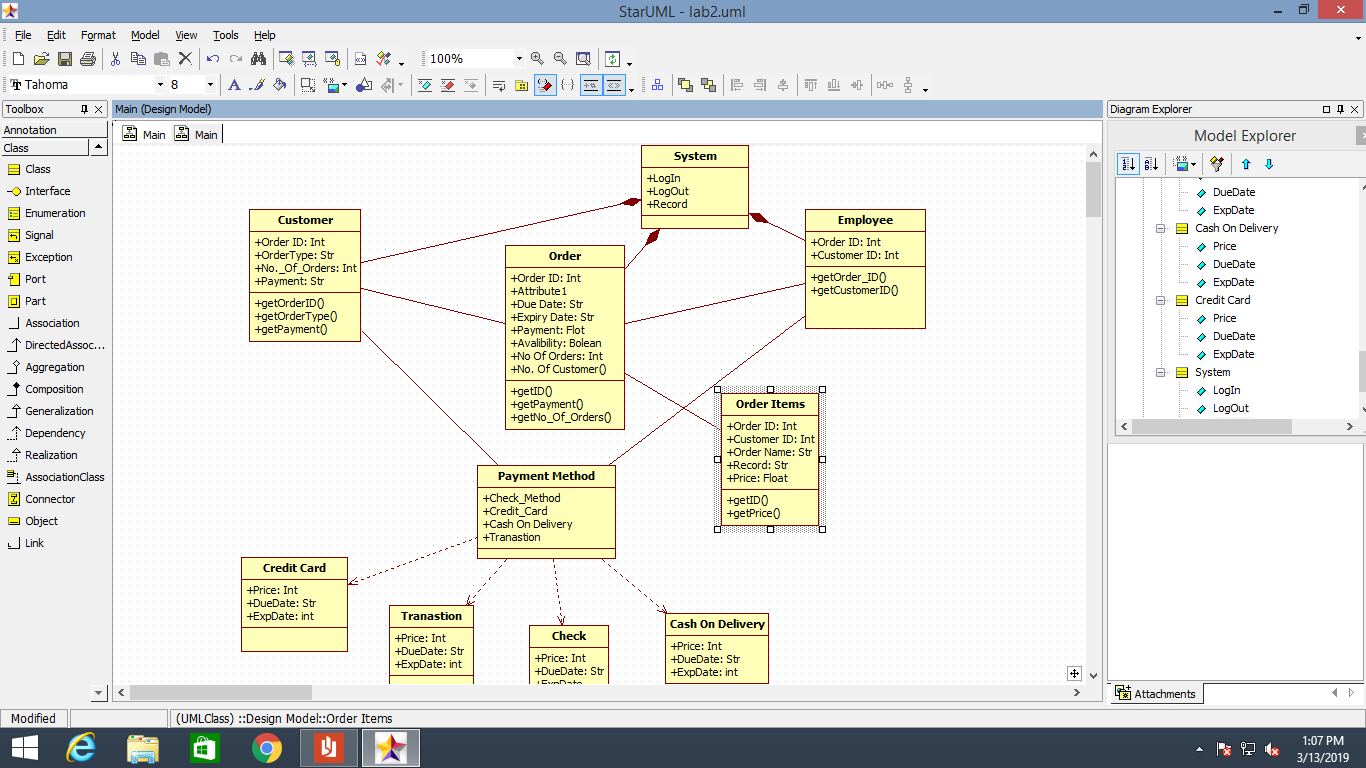 StarUML - lab2.uml
File Edit Format Model View Tools Help
100%
Tahoma 8
Toolbox
Annotation
Class
Class
Interface
Enumeration
Signal
Exception
Port
Part
Association
DirectedAssoc...
Aggregation
Composition
Generalization
Dependency
Realization
AssociationClass
Connector
Object
Link
Main (Design Model)
Main Main
System
+LogIn
+LogOut
+Record
Customer
+Order ID: Int
+OrderType: Str
+No._Of_Orders: Int
+Payment: Str
+getOrderID()
+getOrderType()
+getPayment()
Order
+Order ID: Int
+Attribute1
+Due Date: Str
+Expiry Date: Str
+Payment: Flot
+Avalibility: Bolean
+No Of Orders: Int
+No. Of Customer()
+getID()
+getPayment()
+getNo_Of_Orders()
Employee
+Order ID: Int
+Customer ID: Int
+getOrder_ID()
+getCustomerID()
Order Items
+Order ID: Int
+Customer ID: Int
+Order Name: Str
+Record: Str
+Price: Float
+getID()
+getPrice()
Payment Method
+Check_Method
+Credit_Card
+Cash On Delivery
+Tranastion
Credit Card
+Price: Int
+DueDate: Str
+ExpDate: int
Tranastion
+Price: Int
+DueDate: Str
+ExpDate: int
Check
+Price: Int
+DueDate: Str
+ExpDate
Cash On Delivery
+Price: Int
+DueDate: Str
+ExpDate: int
Diagram Explorer
Model Explorer
DueDate
ExpDate
Cash On Delivery
Price
DueDate
ExpDate
Credit Card
Price
DueDate
ExpDate
System
LogIn
LogOut
Attachments
Modified
(UMLClass) ::Design Model::Order Items
1:07 PM
3/13/2019